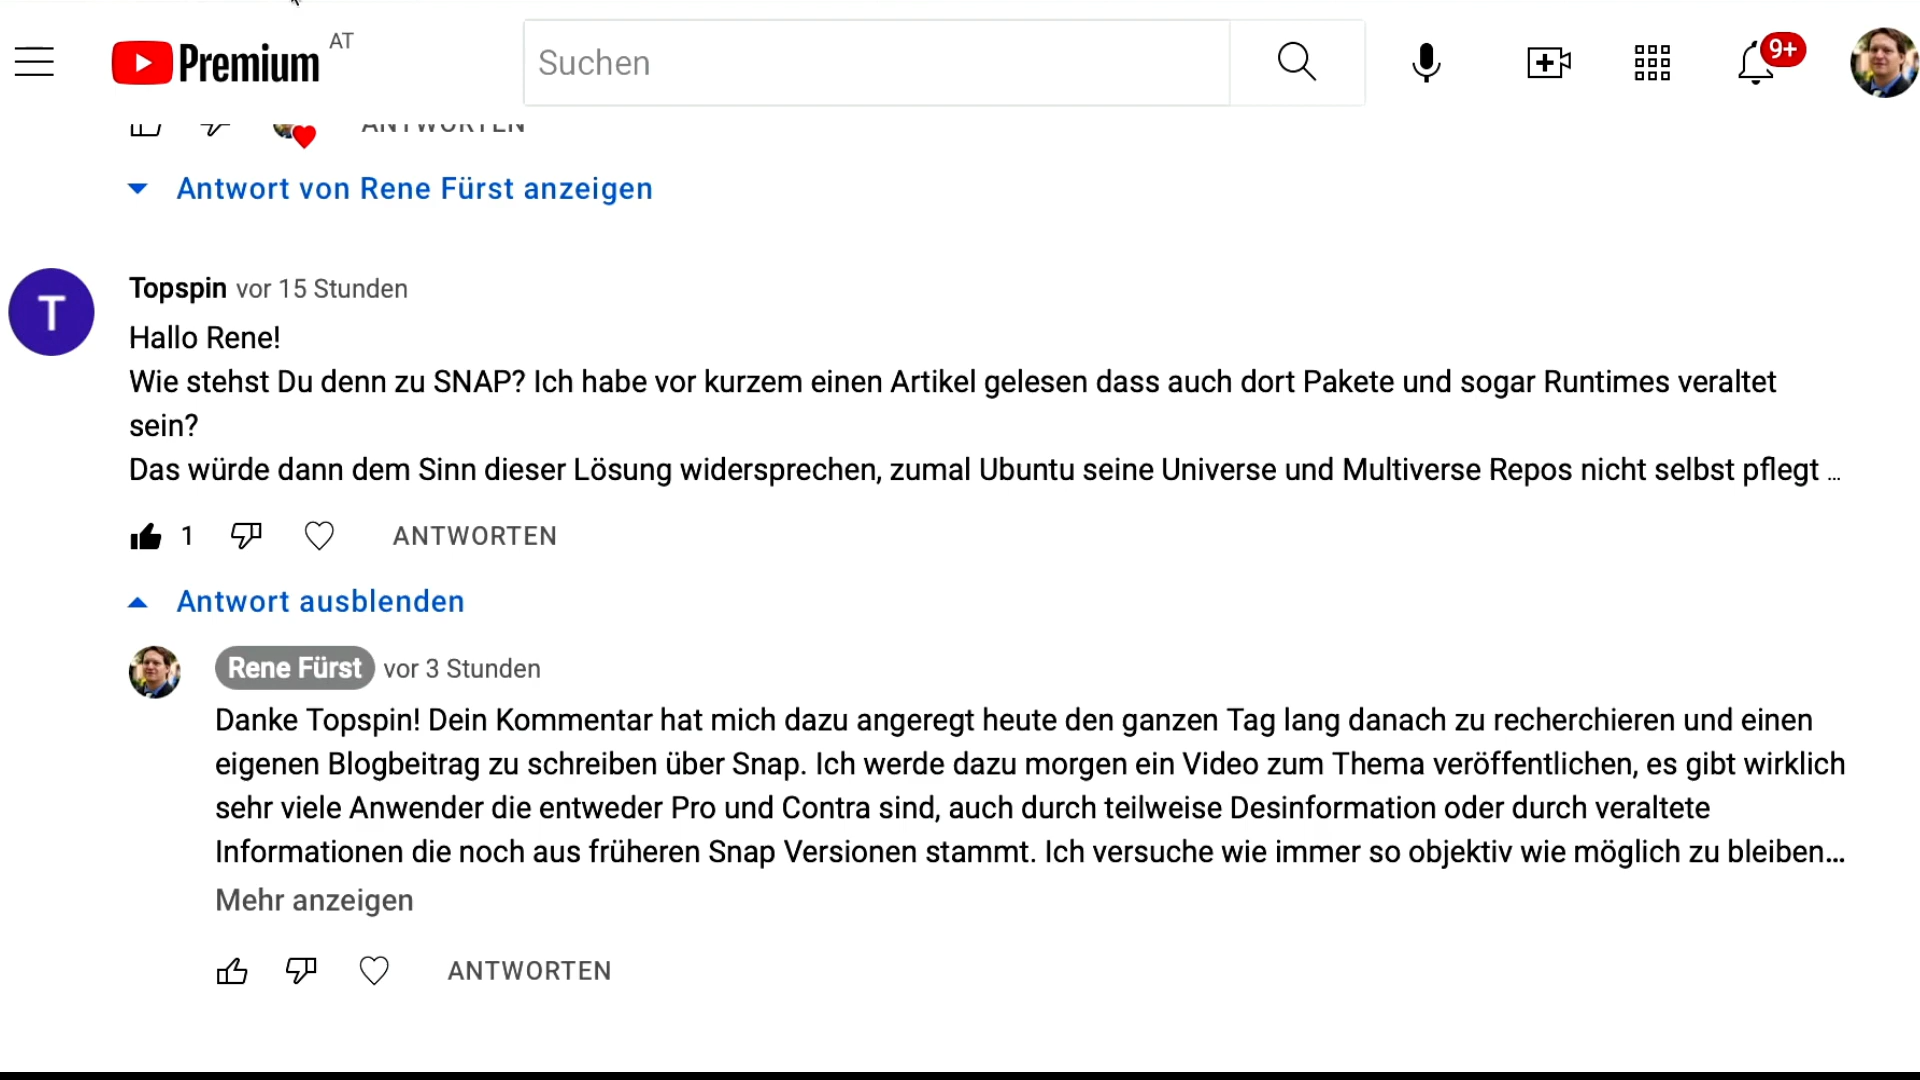 Premium AT
Suchen
9+
ANTWORTEN
Antwort von Rene Fürst anzeigen
T
Topspin vor 15 Stunden
Hallo Rene!
Wie stehst Du denn zu SNAP? Ich habe vor kurzem einen Artikel gelesen dass auch dort Pakete und sogar Runtimes veraltet
sein?
Das würde dann dem Sinn dieser Lösung widersprechen, zumal Ubuntu seine Universe und Multiverse Repos nicht selbst pflegt ...
1 ANTWORTEN
Antwort ausblenden
Rene Fürst vor 3 Stunden
Danke Topspin! Dein Kommentar hat mich dazu angeregt heute den ganzen Tag lang danach zu recherchieren und einen
eigenen Blogbeitrag zu schreiben über Snap. Ich werde dazu morgen ein Video zum Thema veröffentlichen, es gibt wirklich
sehr viele Anwender die entweder Pro und Contra sind, auch durch teilweise Desinformation oder durch veraltete
Informationen die noch aus früheren Snap Versionen stammt. Ich versuche wie immer so objektiv wie möglich zu bleiben...
Mehr anzeigen
ANTWORTEN